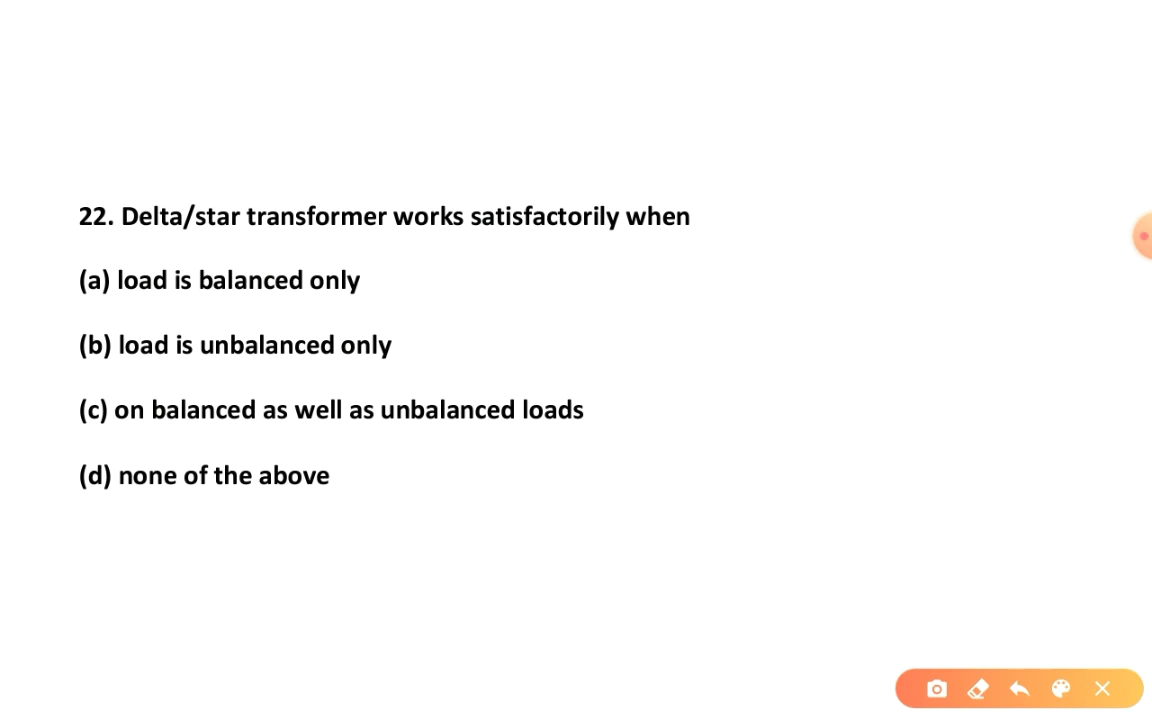 22. Delta/star transformer works satisfactorily when
(a) load is balanced only
(b) load is unbalanced only
(c) on balanced as well as unbalanced loads
(d) none of the above